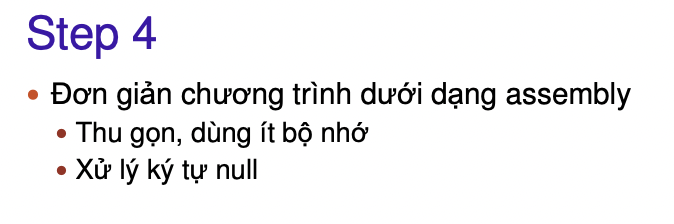 Step 4
• Đơn giản chương trình dưới dạng assembly
• Thu gọn, dùng ít bộ nhớ
• Xử lý ký tự null